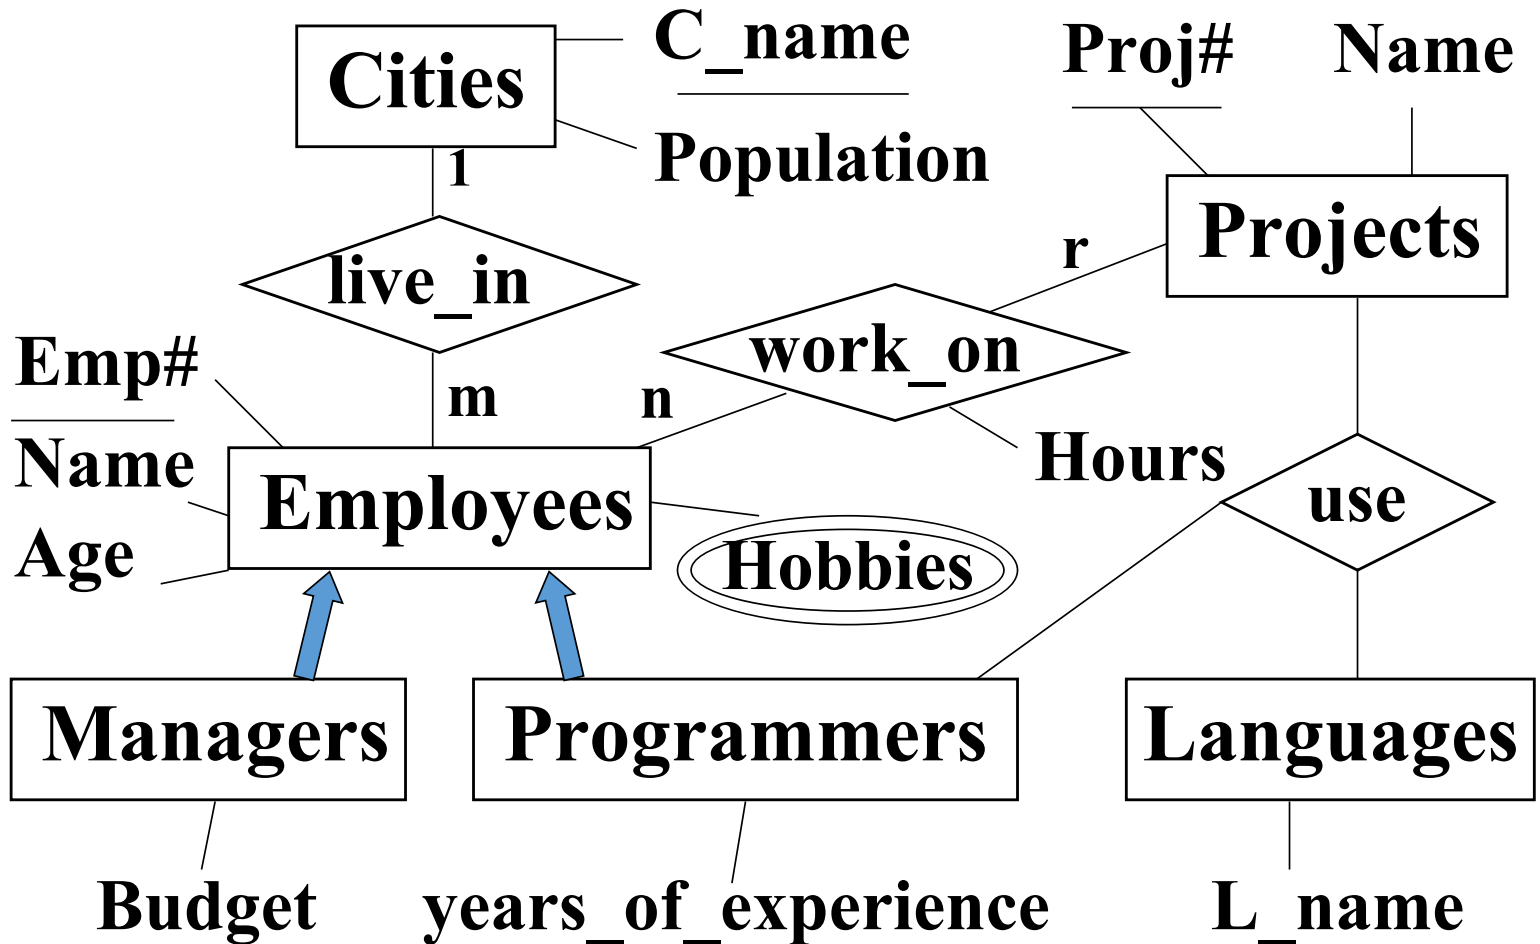 C_name
Proj#
Name
Cities
Population
1
Projects
r
live_in
work_on
Emp#
m
n
Name
Hours
Employees
use
Age
Hobbies
Managers
Programmers
Languages
Budget
years_of_experience
L_name